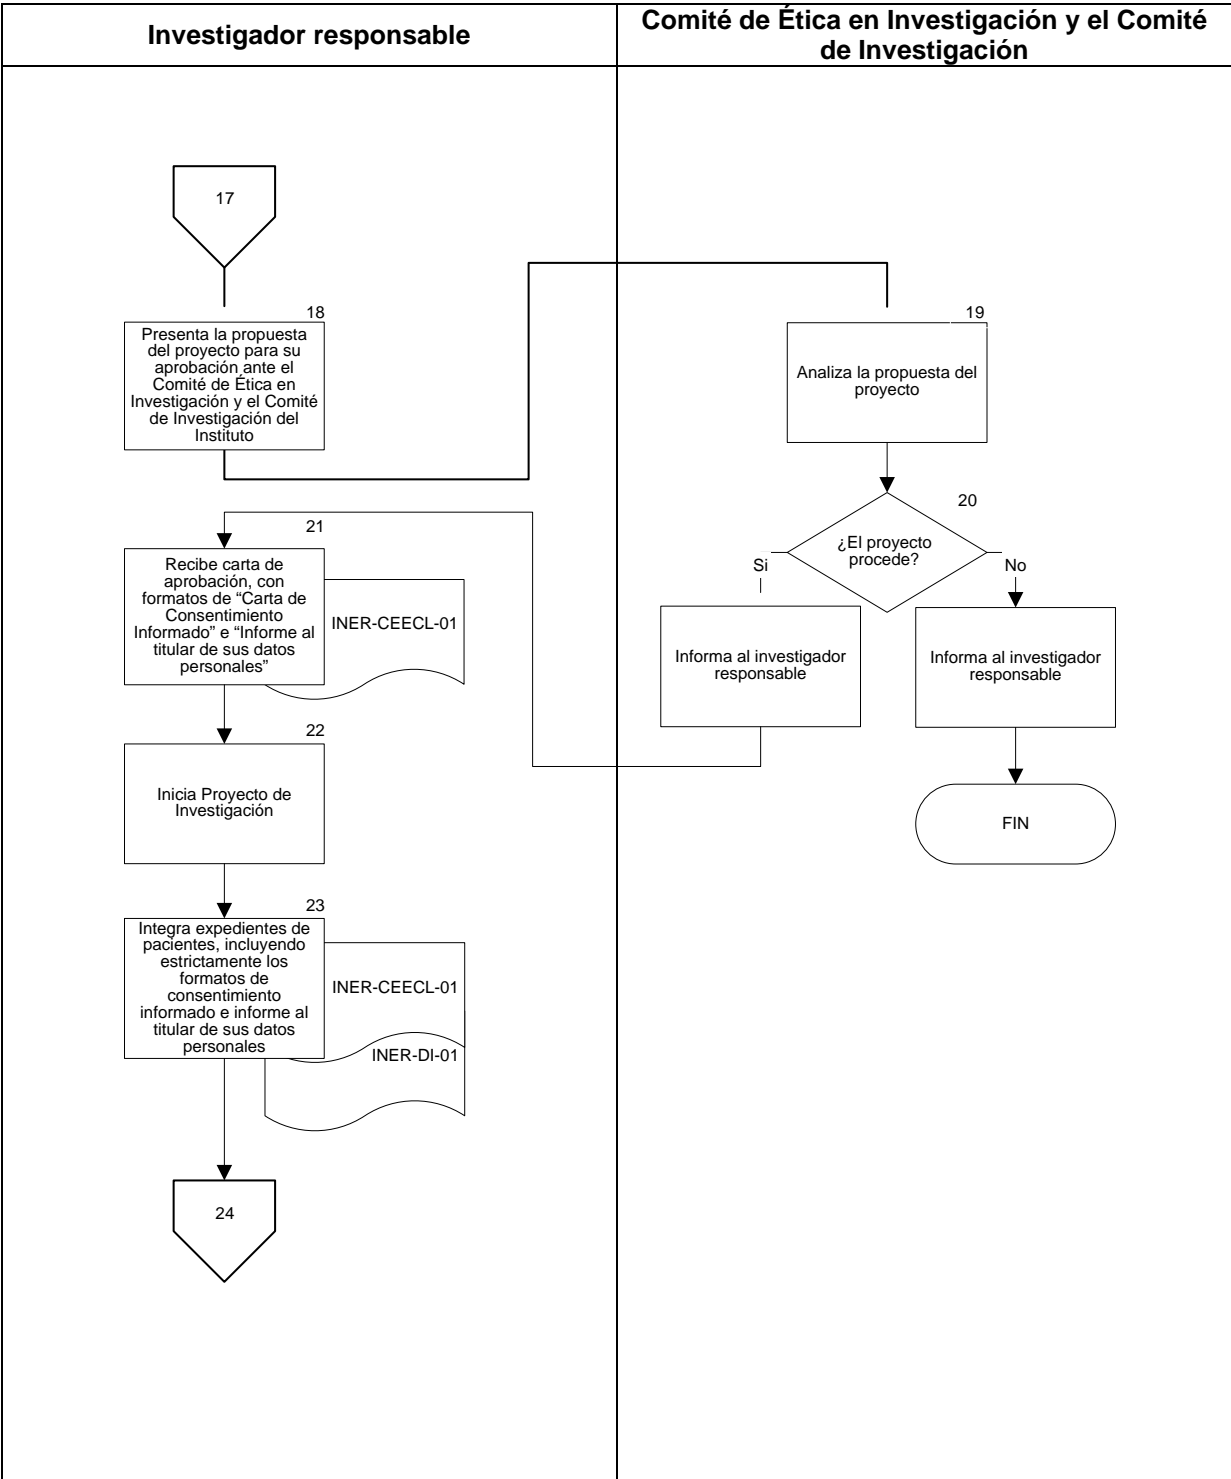 Investigador responsable
Comité de Ética en Investigación y el Comité
de Investigación
17
18
Presenta la propuesta
del proyecto para su
aprobación ante el
Comité de Ética en
Investigación y el Comité
de Investigación del
Instituto
19
Analiza la propuesta del
proyecto
20
¿El proyecto
procede?
Si
No
Informa al investigador
responsable
Informa al investigador
responsable
FIN
21
Recibe carta de
aprobación, con
formatos de “Carta de
Consentimiento
Informado” e “Informe al
titular de sus datos
personales”
INER-CEECL-01
22
Inicia Proyecto de
Investigación
23
Integra expedientes de
pacientes, incluyendo
estrictamente los
formatos de
consentimiento
informado e informe al
titular de sus datos
personales
INER-CEECL-01
INER-DI-01
24